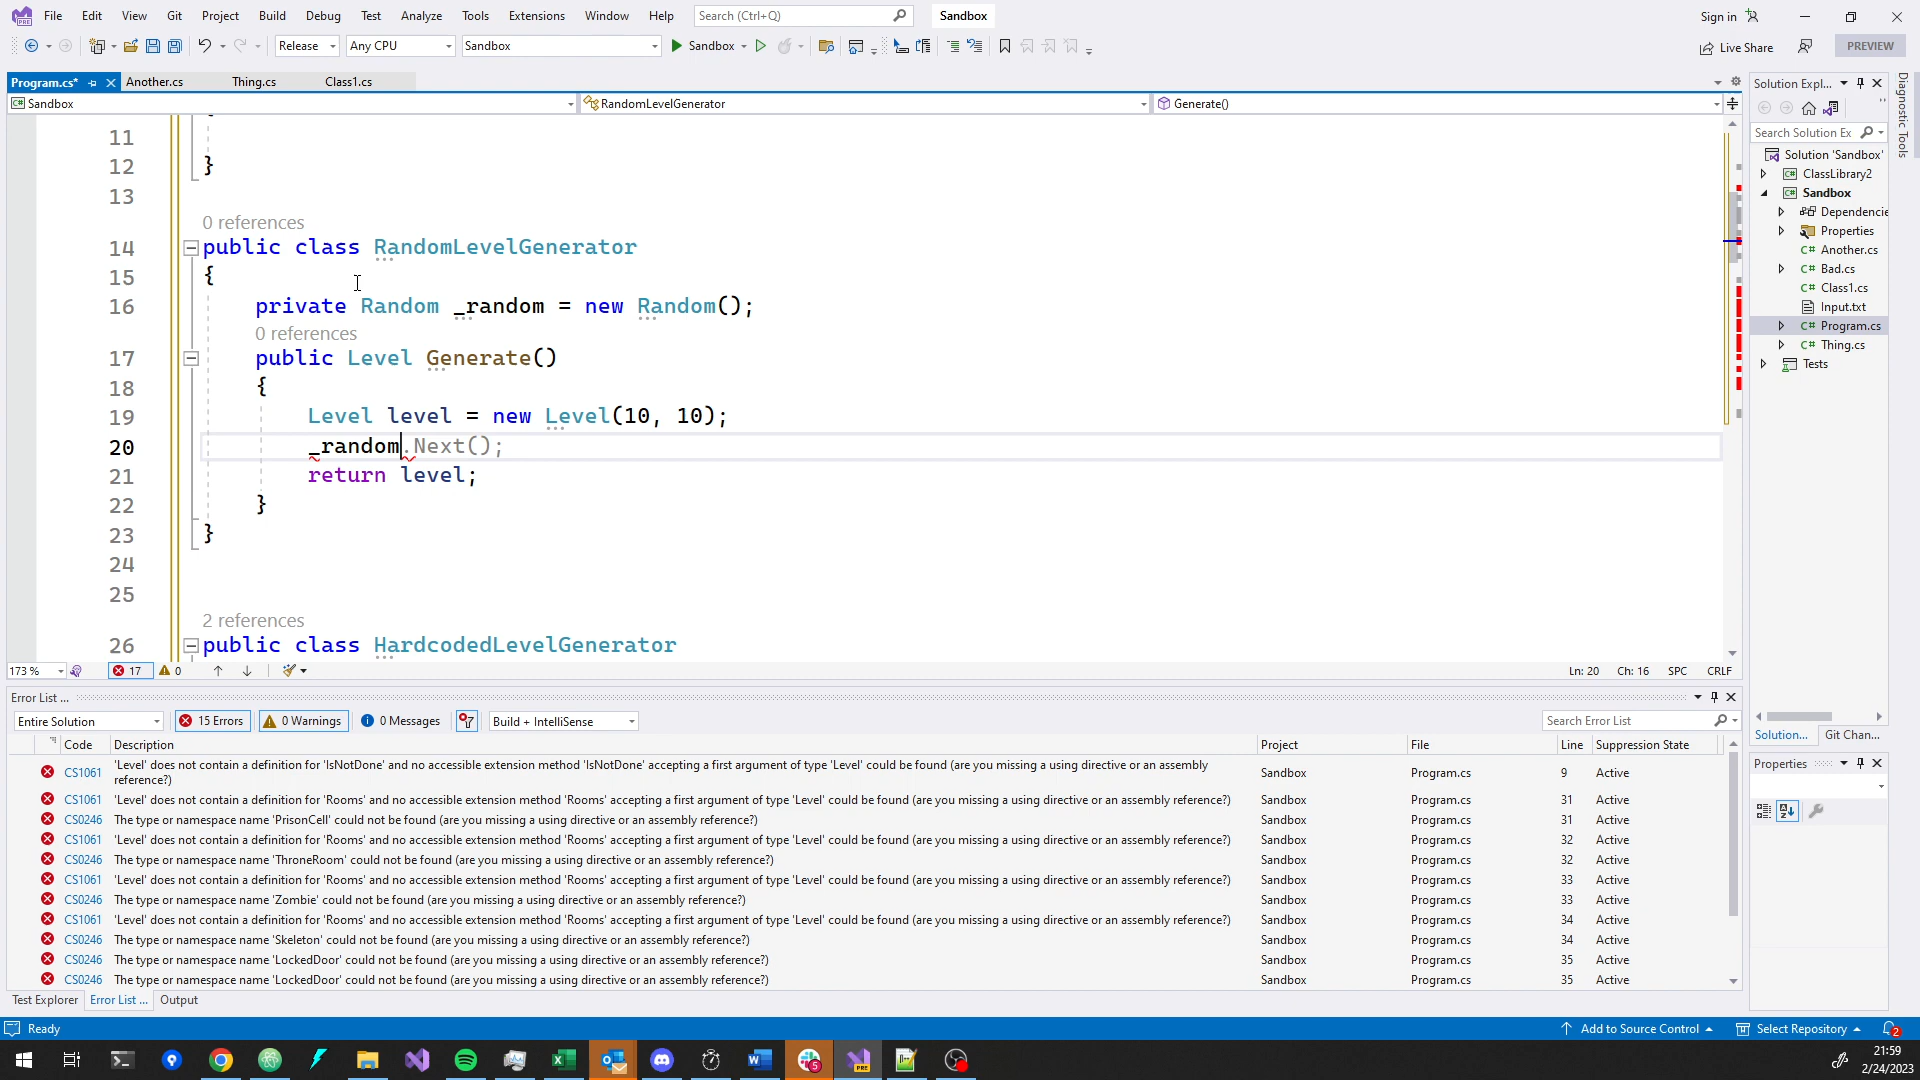 File Edit View Git Project Build Debug Test Analyze Tools Extensions Window Help Search (Ctrl+Q) Sandbox Sign in
Release Any CPU Sandbox Sandbox Live Share PREVIEW
Program.cs* Another.cs Thing.cs Class1.cs
Sandbox RandomLevelGenerator Generate()
11
12 }
13
0 references
14 public class RandomLevelGenerator
15 {
16 private Random _random = new Random();
0 references
17 public Level Generate()
18 {
19 Level level = new Level(10, 10);
20 _random.Next();
21 return level;
22 }
23 }
24
25
2 references
26 public class HardcodedLevelGenerator
173 % 17 0 Ln: 20 Ch: 16 SPC CRLF
Error List ...
Entire Solution 15 Errors 0 Warnings 0 Messages Build + IntelliSense Search Error List
Code Description Project File Line Suppression State
CS1061 'Level' does not contain a definition for 'IsNotDone' and no accessible extension method 'IsNotDone' accepting a first argument of type 'Level' could be found (are you missing a using directive or an assembly
reference?) Sandbox Program.cs 9 Active
CS1061 'Level' does not contain a definition for 'Rooms' and no accessible extension method 'Rooms' accepting a first argument of type 'Level' could be found (are you missing a using directive or an assembly reference?) Sandbox Program.cs 31 Active
CS0246 The type or namespace name 'PrisonCell' could not be found (are you missing a using directive or an assembly reference?) Sandbox Program.cs 31 Active
CS1061 'Level' does not contain a definition for 'Rooms' and no accessible extension method 'Rooms' accepting a first argument of type 'Level' could be found (are you missing a using directive or an assembly reference?) Sandbox Program.cs 32 Active
CS0246 The type or namespace name 'ThroneRoom' could not be found (are you missing a using directive or an assembly reference?) Sandbox Program.cs 32 Active
CS1061 'Level' does not contain a definition for 'Rooms' and no accessible extension method 'Rooms' accepting a first argument of type 'Level' could be found (are you missing a using directive or an assembly reference?) Sandbox Program.cs 33 Active
CS0246 The type or namespace name 'Zombie' could not be found (are you missing a using directive or an assembly reference?) Sandbox Program.cs 33 Active
CS1061 'Level' does not contain a definition for 'Rooms' and no accessible extension method 'Rooms' accepting a first argument of type 'Level' could be found (are you missing a using directive or an assembly reference?) Sandbox Program.cs 34 Active
CS0246 The type or namespace name 'Skeleton' could not be found (are you missing a using directive or an assembly reference?) Sandbox Program.cs 34 Active
CS0246 The type or namespace name 'LockedDoor' could not be found (are you missing a using directive or an assembly reference?) Sandbox Program.cs 35 Active
CS0246 The type or namespace name 'LockedDoor' could not be found (are you missing a using directive or an assembly reference?) Sandbox Program.cs 35 Active
Test Explorer Error List ... Output
Solution Expl...
Search Solution Ex
Solution 'Sandbox'
C# ClassLibrary2
C# Sandbox
Dependencie
Properties
C# Another.cs
C# Bad.cs
C# Class1.cs
Input.txt
C# Program.cs
C# Thing.cs
Tests
Solution... Git Chan...
Properties
Diagnostic Tools
Ready Add to Source Control Select Repository 2
PRE 5 21:59
2/24/2023